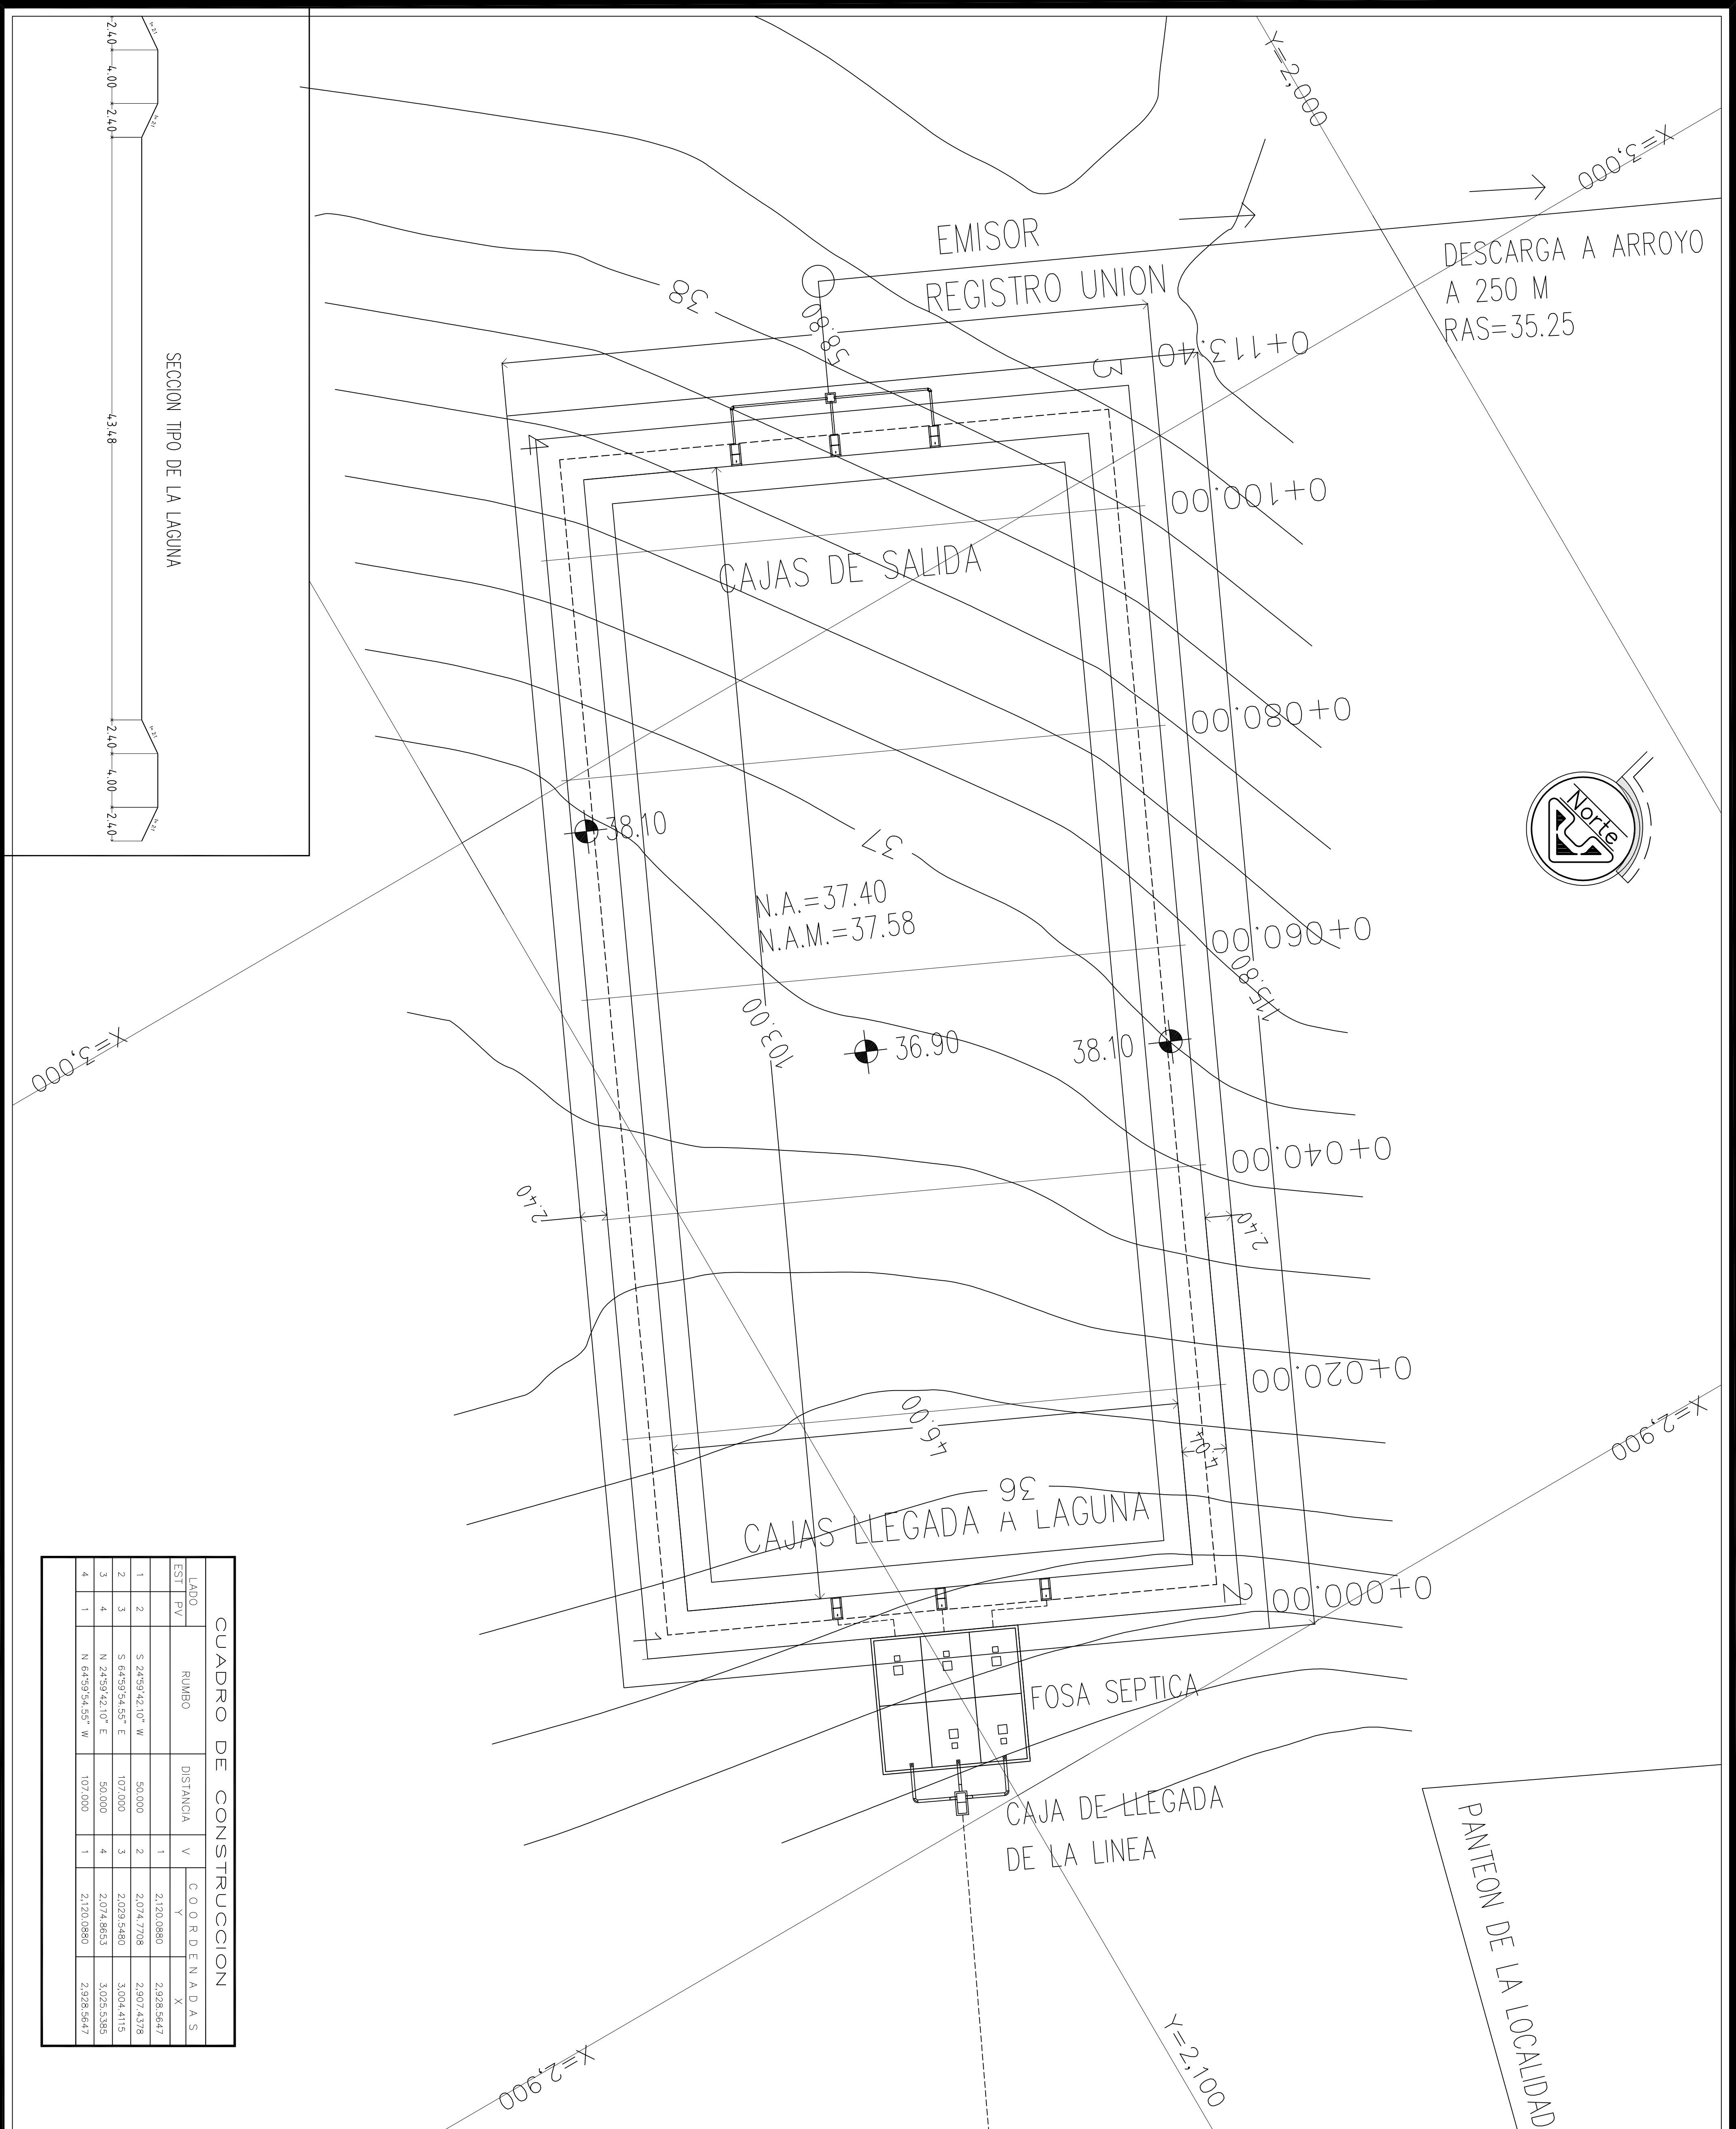 SECCION TIPO DE LA LAGUNA
2.40
4.00
2.40
43.48
2.40
4.00
2.40
Y=2,000
X=3,000
EMISOR
REGISTRO UNION
DESCARGA A ARROYO
A 250 M
RAS=35.25
38
58.80
0+113.40
3
4
0+100.00
CAJAS DE SALIDA
0+080.00
Norte
38.10
37
N.A.=37.40
N.A.M.=37.58
0+060.00
115.80
103.00
36.90
38.10
X=3,000
0+040.00
2.40
2.40
0+020.00
46.00
4.04
X=2,900
36
CAJAS LLEGADA A LAGUNA
0+000.00
2
1
FOSA SEPTICA
CAJA DE LLEGADA
DE LA LINEA
PANTEON DE LA LOCALIDAD
Y=2,100
X=2,900
CUADRO DE CONSTRUCCION
LADO RUMBO DISTANCIA V C O O R D E N A D A S
EST PV Y X
1 2,120.0880 2,928.5647
1 2 S 24°59'42.10" W 50.000 2 2,074.7708 2,907.4378
2 3 S 64°59'54.55" E 107.000 3 2,029.5480 3,004.4115
3 4 N 24°59'42.10" E 50.000 4 2,074.8653 3,025.5385
4 1 N 64°59'54.55" W 107.000 1 2,120.0880 2,928.5647